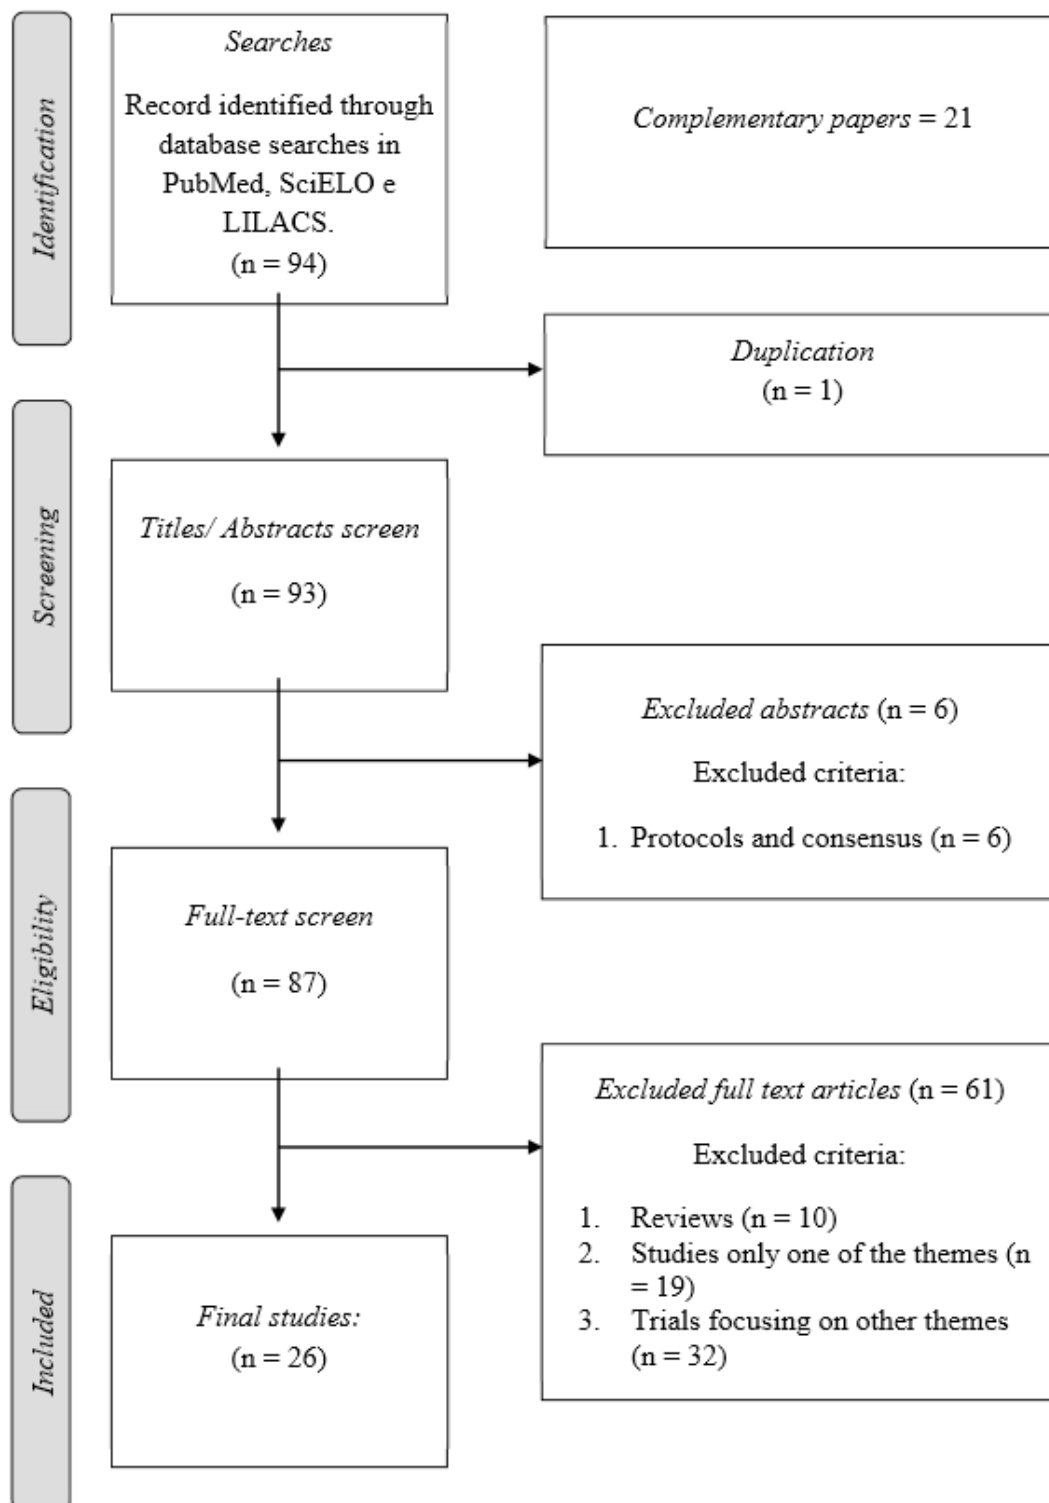 Identification
Searches
Record identified through
database searches in
PubMed, SciELO e
LILACS.
(n = 94)
Complementary papers = 21
Duplication
(n = 1)
Screening
Titles/ Abstracts screen
(n = 93)
Excluded abstracts (n = 6)
Excluded criteria:
1. Protocols and consensus (n = 6)
Eligibility
Full-text screen
(n = 87)
Excluded full text articles (n = 61)
Excluded criteria:
1. Reviews (n = 10)
2. Studies only one of the themes (n
= 19)
3. Trials focusing on other themes
(n = 32)
Included
Final studies:
(n = 26)